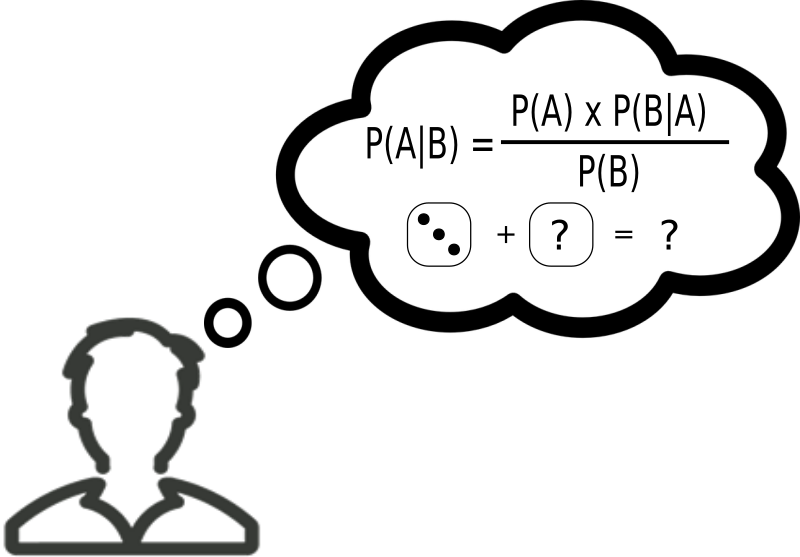 P(A|B) = P(A) x P(B|A)
P(B)
+ ? = ?